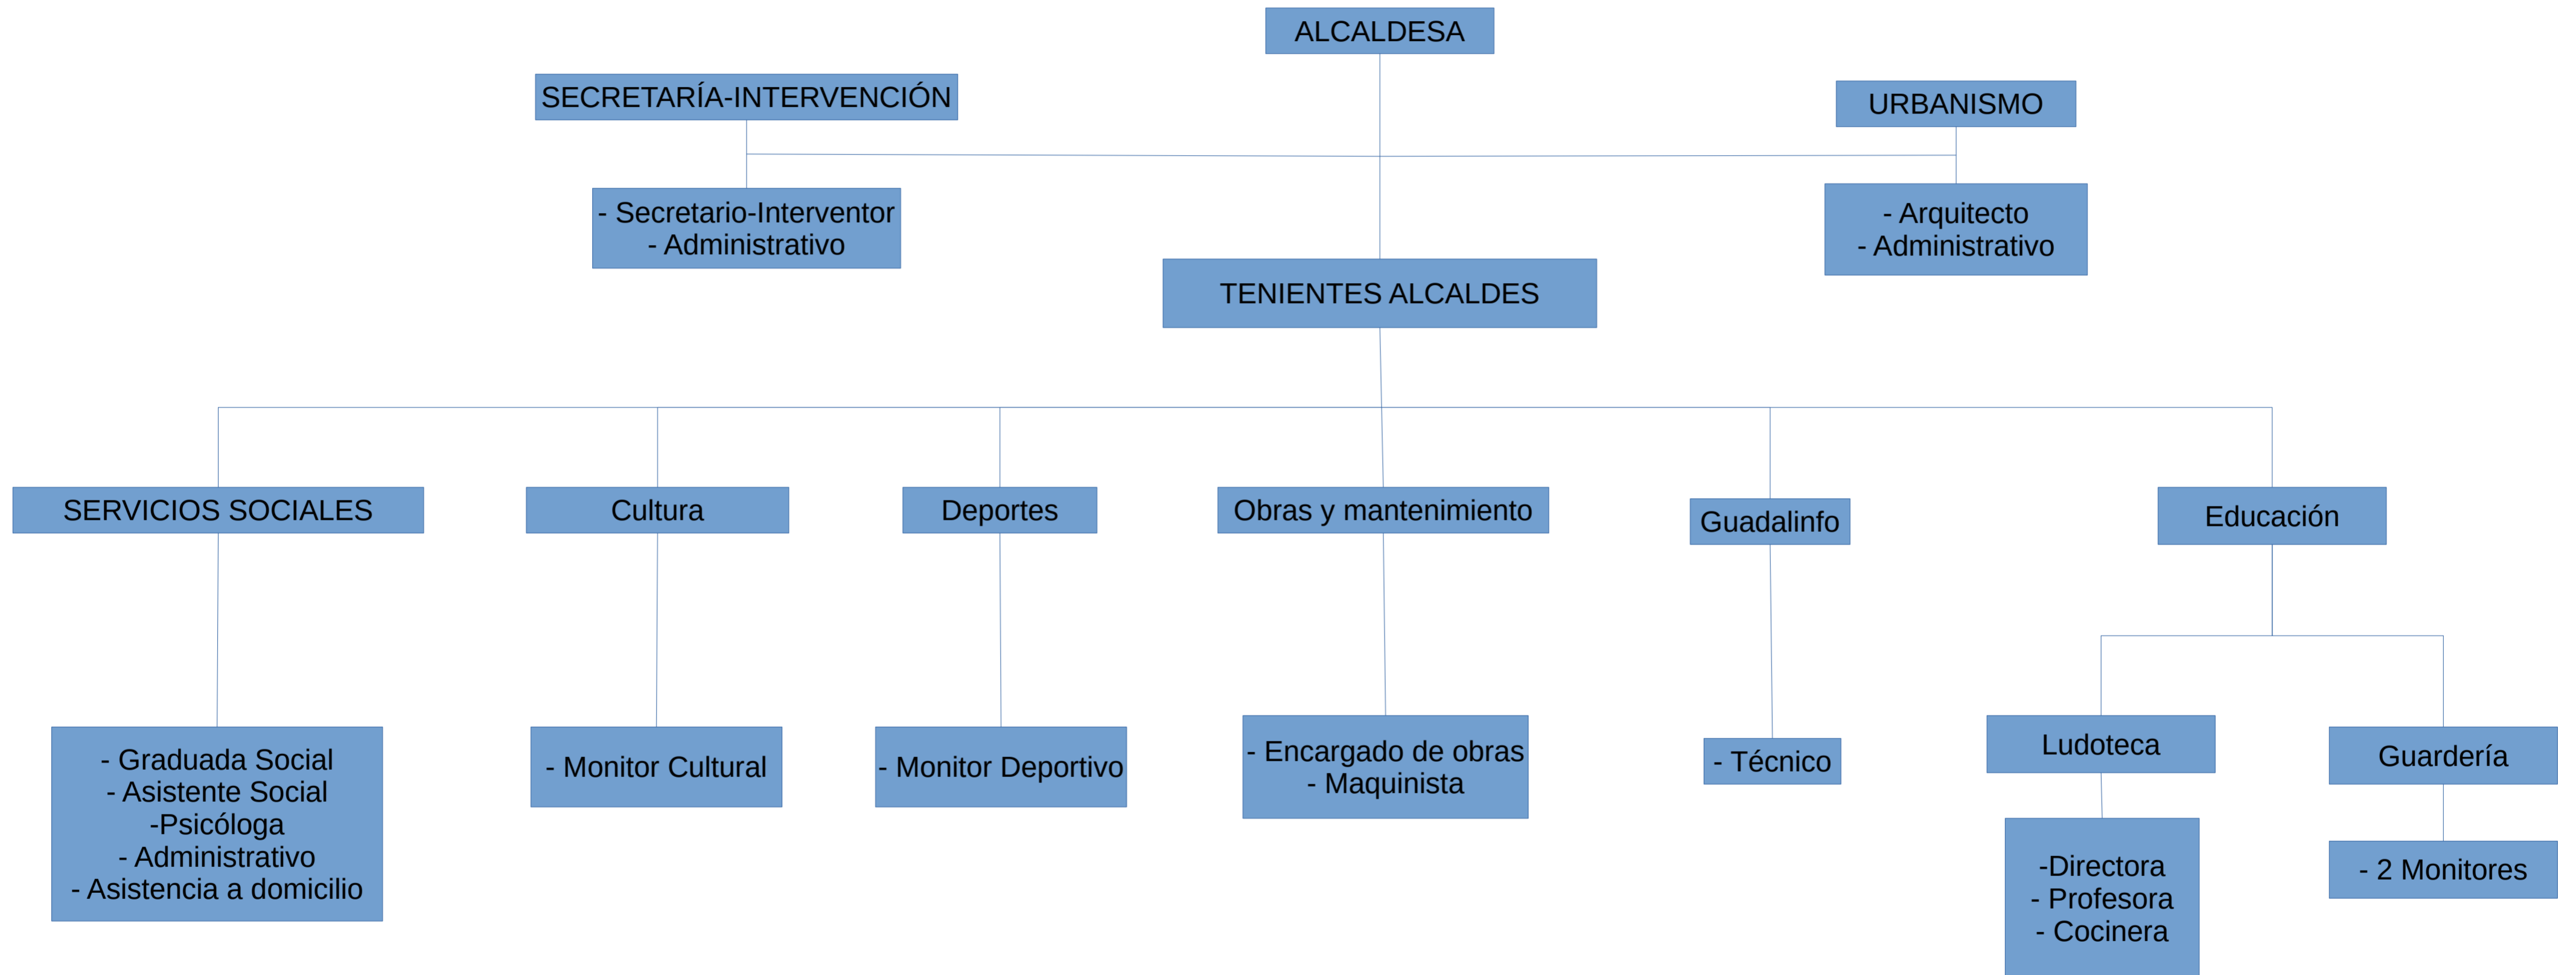 ALCALDESA
SECRETARÍA-INTERVENCIÓN
URBANISMO
- Secretario-Interventor
- Administrativo
- Arquitecto
- Administrativo
TENIENTES ALCALDES
SERVICIOS SOCIALES
Cultura
Deportes
Obras y mantenimiento
Guadalinfo
Educación
- Graduada Social
- Asistente Social
-Psicóloga
- Administrativo
- Asistencia a domicilio
- Monitor Cultural
- Monitor Deportivo
- Encargado de obras
- Maquinista
- Técnico
Ludoteca
Guardería
-Directora
- Profesora
- Cocinera
- 2 Monitores